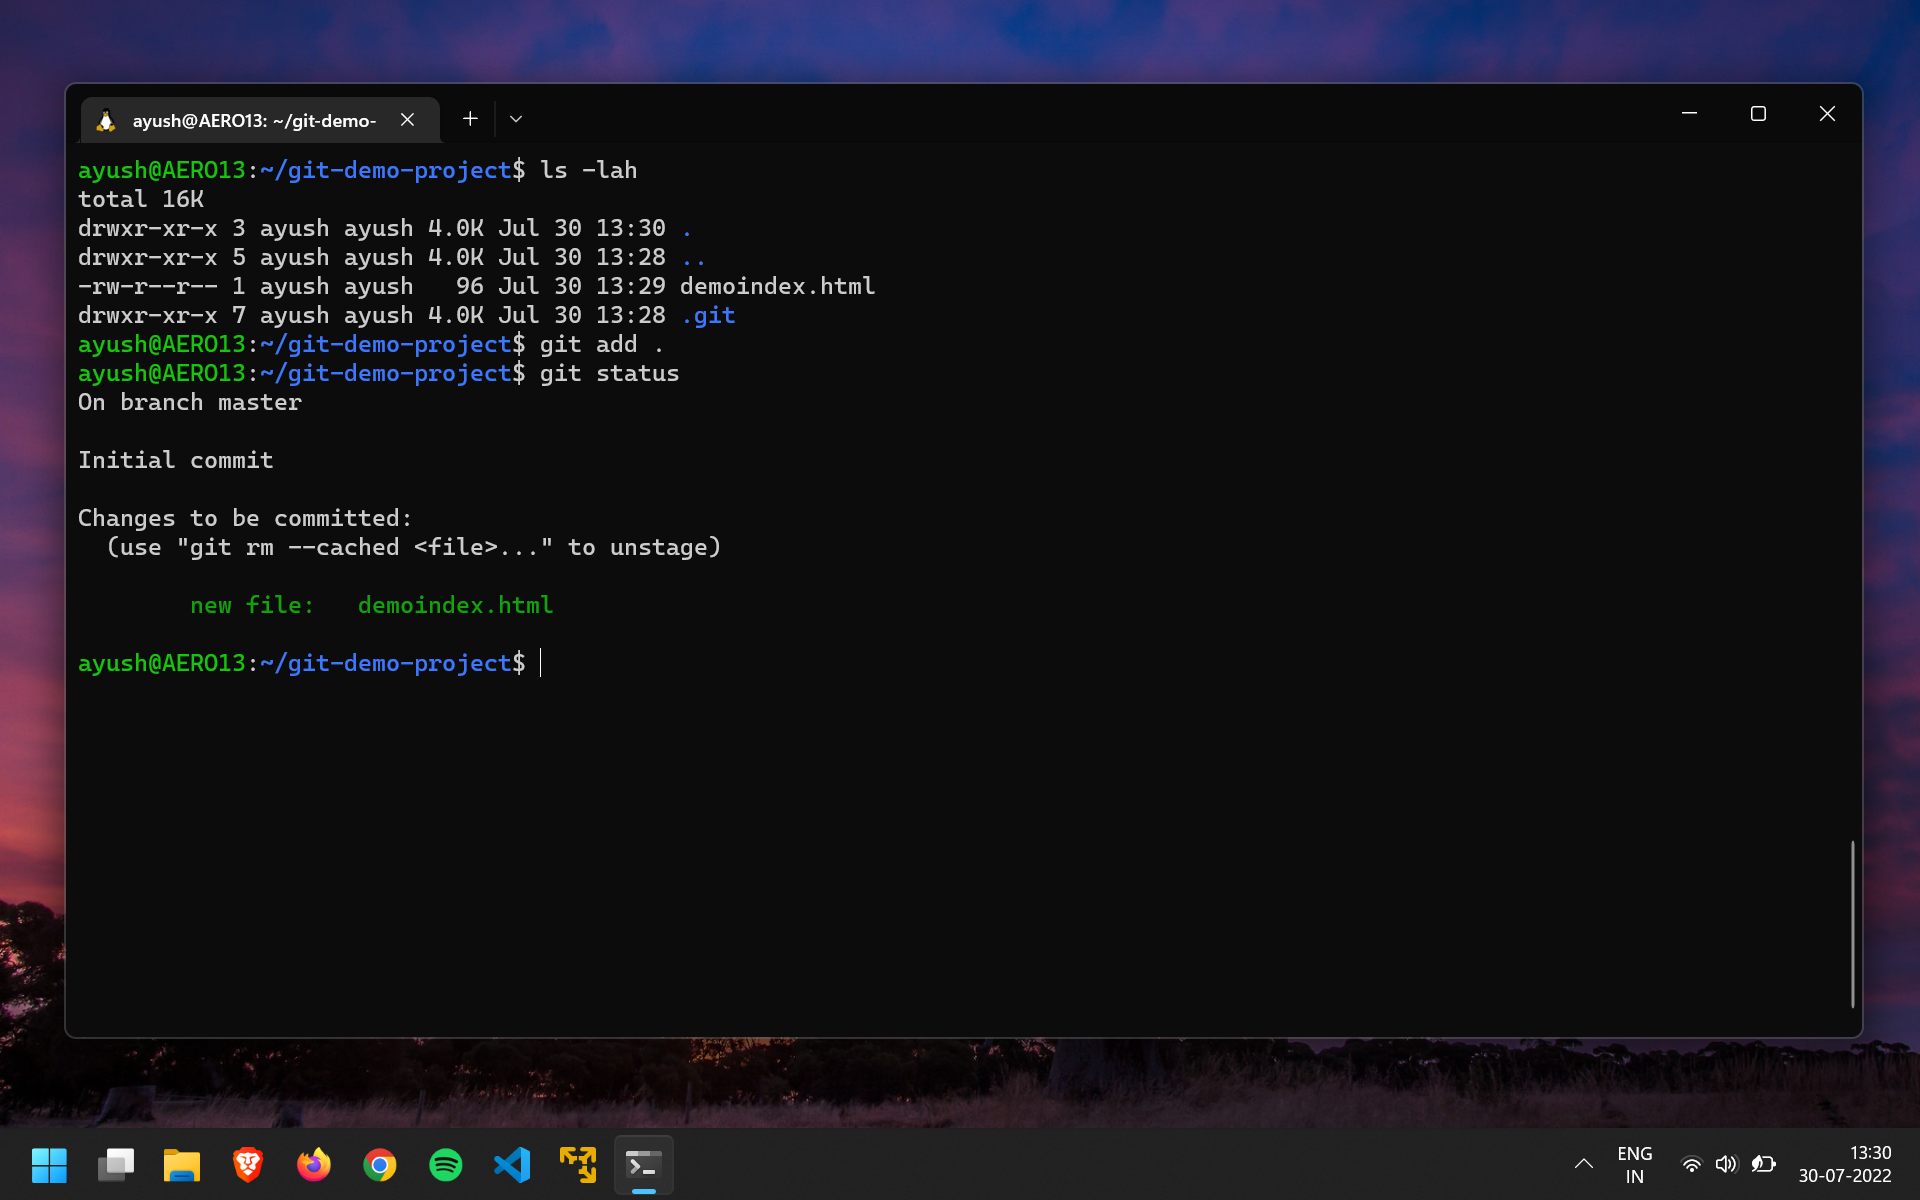 ayush@AERO13: ~/git-demo-
ayush@AERO13:~/git-demo-project$ ls -lah
total 16K
drwxr-xr-x 3 ayush ayush 4.0K Jul 30 13:30 .
drwxr-xr-x 5 ayush ayush 4.0K Jul 30 13:28 ..
-rw-r--r-- 1 ayush ayush   96 Jul 30 13:29 demoindex.html
drwxr-xr-x 7 ayush ayush 4.0K Jul 30 13:28 .git
ayush@AERO13:~/git-demo-project$ git add .
ayush@AERO13:~/git-demo-project$ git status
On branch master
Initial commit
Changes to be committed:
  (use "git rm --cached <file>..." to unstage)
        new file:   demoindex.html
ayush@AERO13:~/git-demo-project$
ENG
IN
13:30
30-07-2022